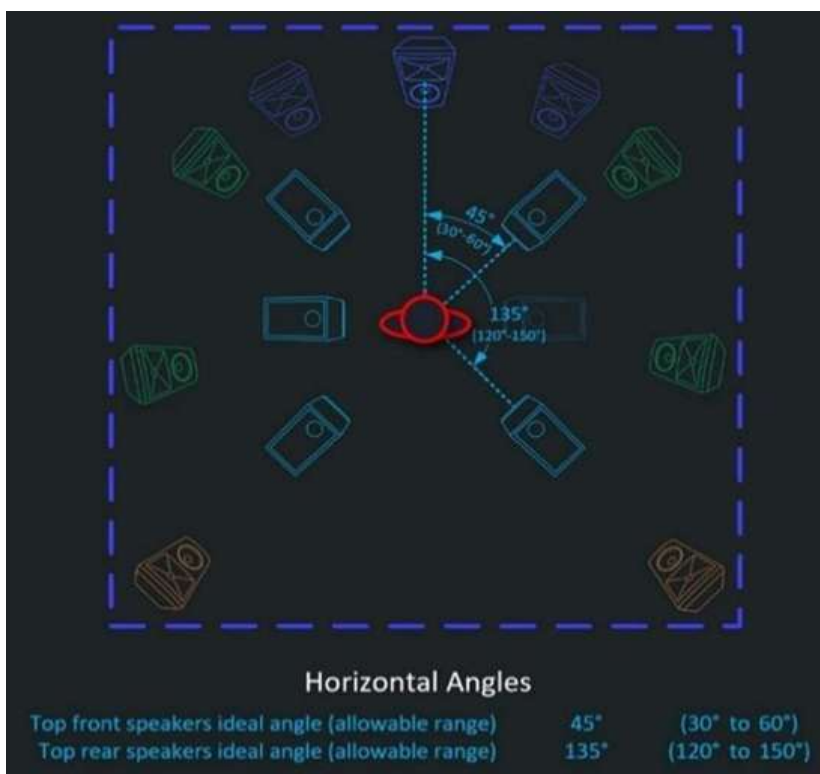 45°
(30°-60°)
135°
(120°-150°)
Horizontal Angles
Top front speakers ideal angle (allowable range) 45° (30° to 60°)
Top rear speakers ideal angle (allowable range) 135° (120° to 150°)